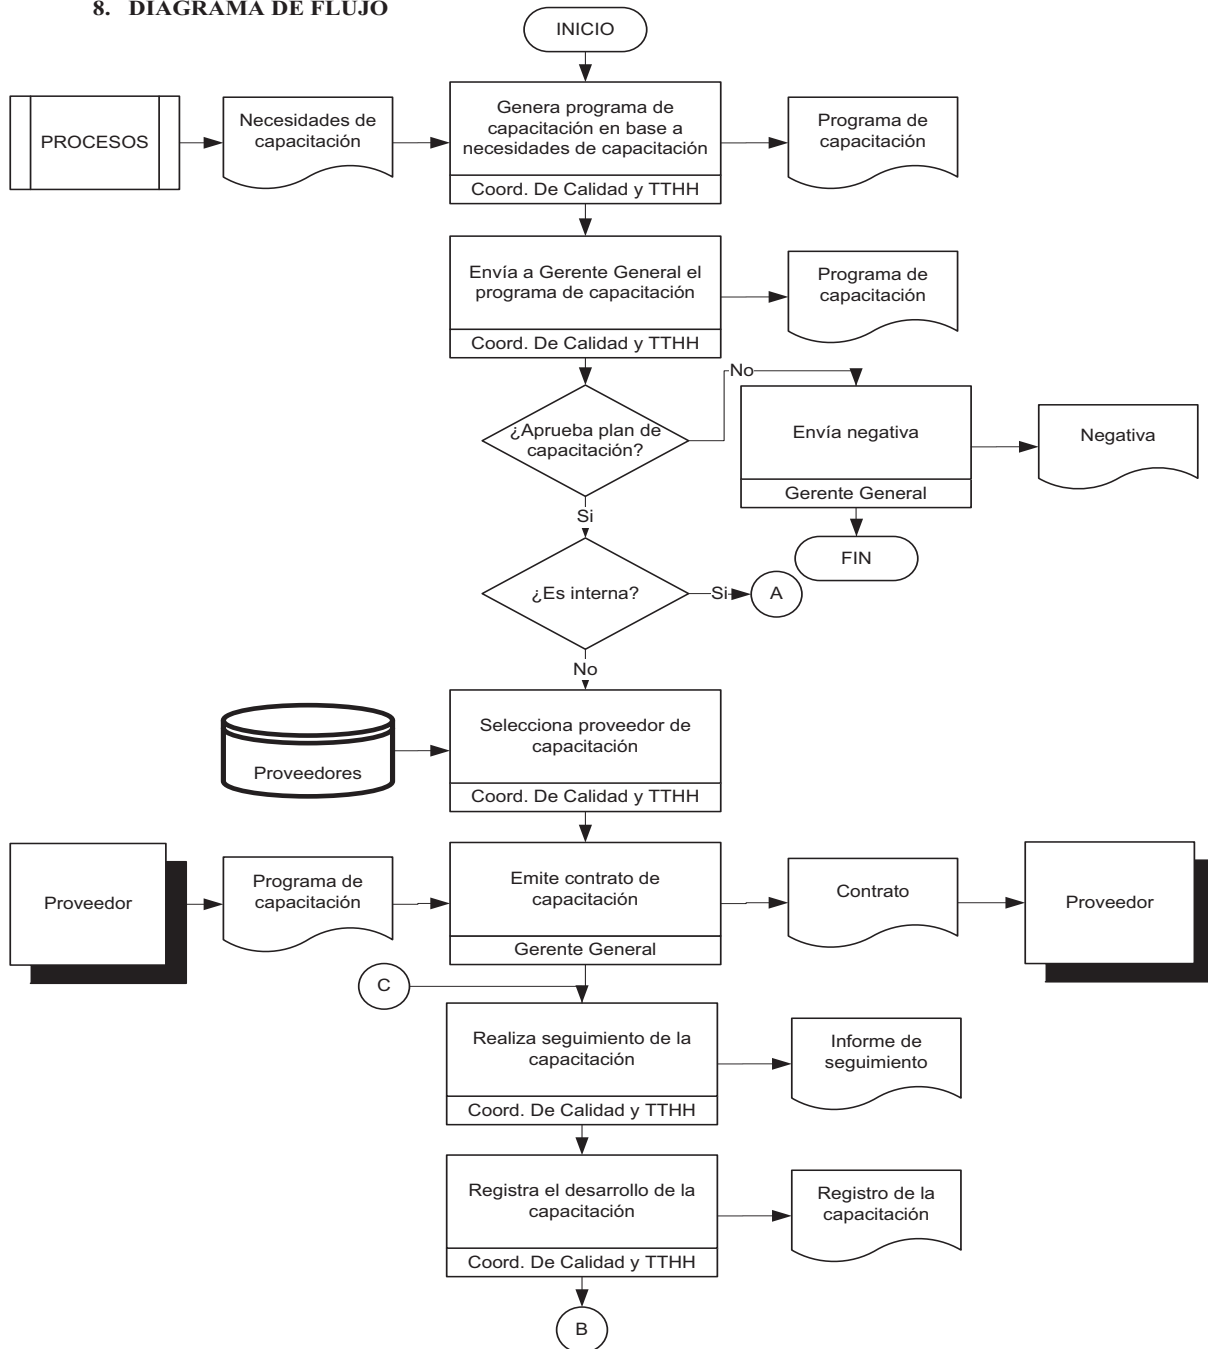 8. DIAGRAMA DE FLUJO
INICIO
PROCESOS
Necesidades de
capacitación
Genera programa de
capacitación en base a
necesidades de capacitación
Coord. De Calidad y TTHH
Programa de
capacitación
Envía a Gerente General el
programa de capacitación
Coord. De Calidad y TTHH
Programa de
capacitación
¿Aprueba plan de
capacitación?
No
Envía negativa
Gerente General
Negativa
FIN
Si
¿Es interna?
Si
A
No
Proveedores
Selecciona proveedor de
capacitación
Coord. De Calidad y TTHH
Proveedor
Programa de
capacitación
Emite contrato de
capacitación
Gerente General
Contrato
Proveedor
C
Realiza seguimiento de la
capacitación
Coord. De Calidad y TTHH
Informe de
seguimiento
Registra el desarrollo de la
capacitación
Coord. De Calidad y TTHH
Registro de la
capacitación
B